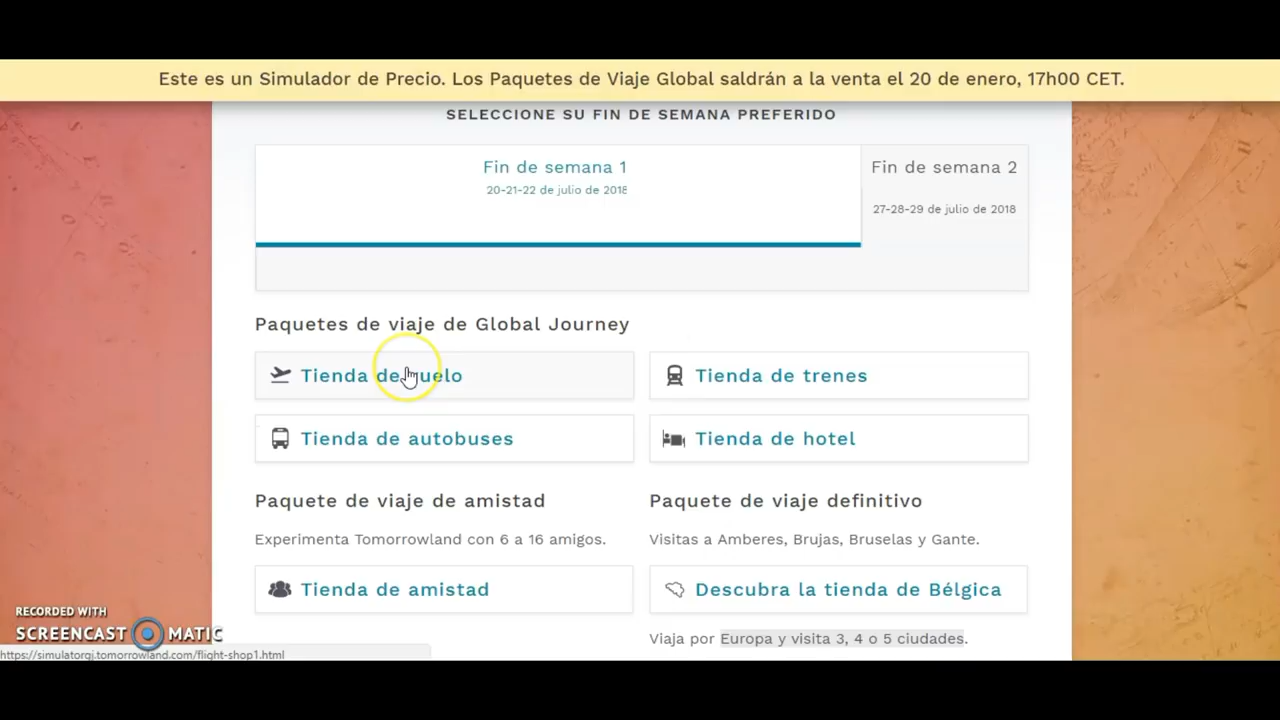 Este es un Simulador de Precio. Los Paquetes de Viaje Global saldrán a la venta el 20 de enero, 17h00 CET.
SELECCIONE SU FIN DE SEMANA PREFERIDO
Fin de semana 1
20-21-22 de julio de 2018
Fin de semana 2
27-28-29 de julio de 2018
Paquetes de viaje de Global Journey
Tienda de vuelo
Tienda de trenes
Tienda de autobuses
Tienda de hotel
Paquete de viaje de amistad
Paquete de viaje definitivo
Experimenta Tomorrowland con 6 a 16 amigos.
Visitas a Amberes, Brujas, Bruselas y Gante.
Tienda de amistad
Descubra la tienda de Bélgica
Viaja por Europa y visita 3, 4 o 5 ciudades.
RECORDED WITH
SCREENCAST MATIC
https://simulatorgj.tomorrowland.com/flight-shop1.html